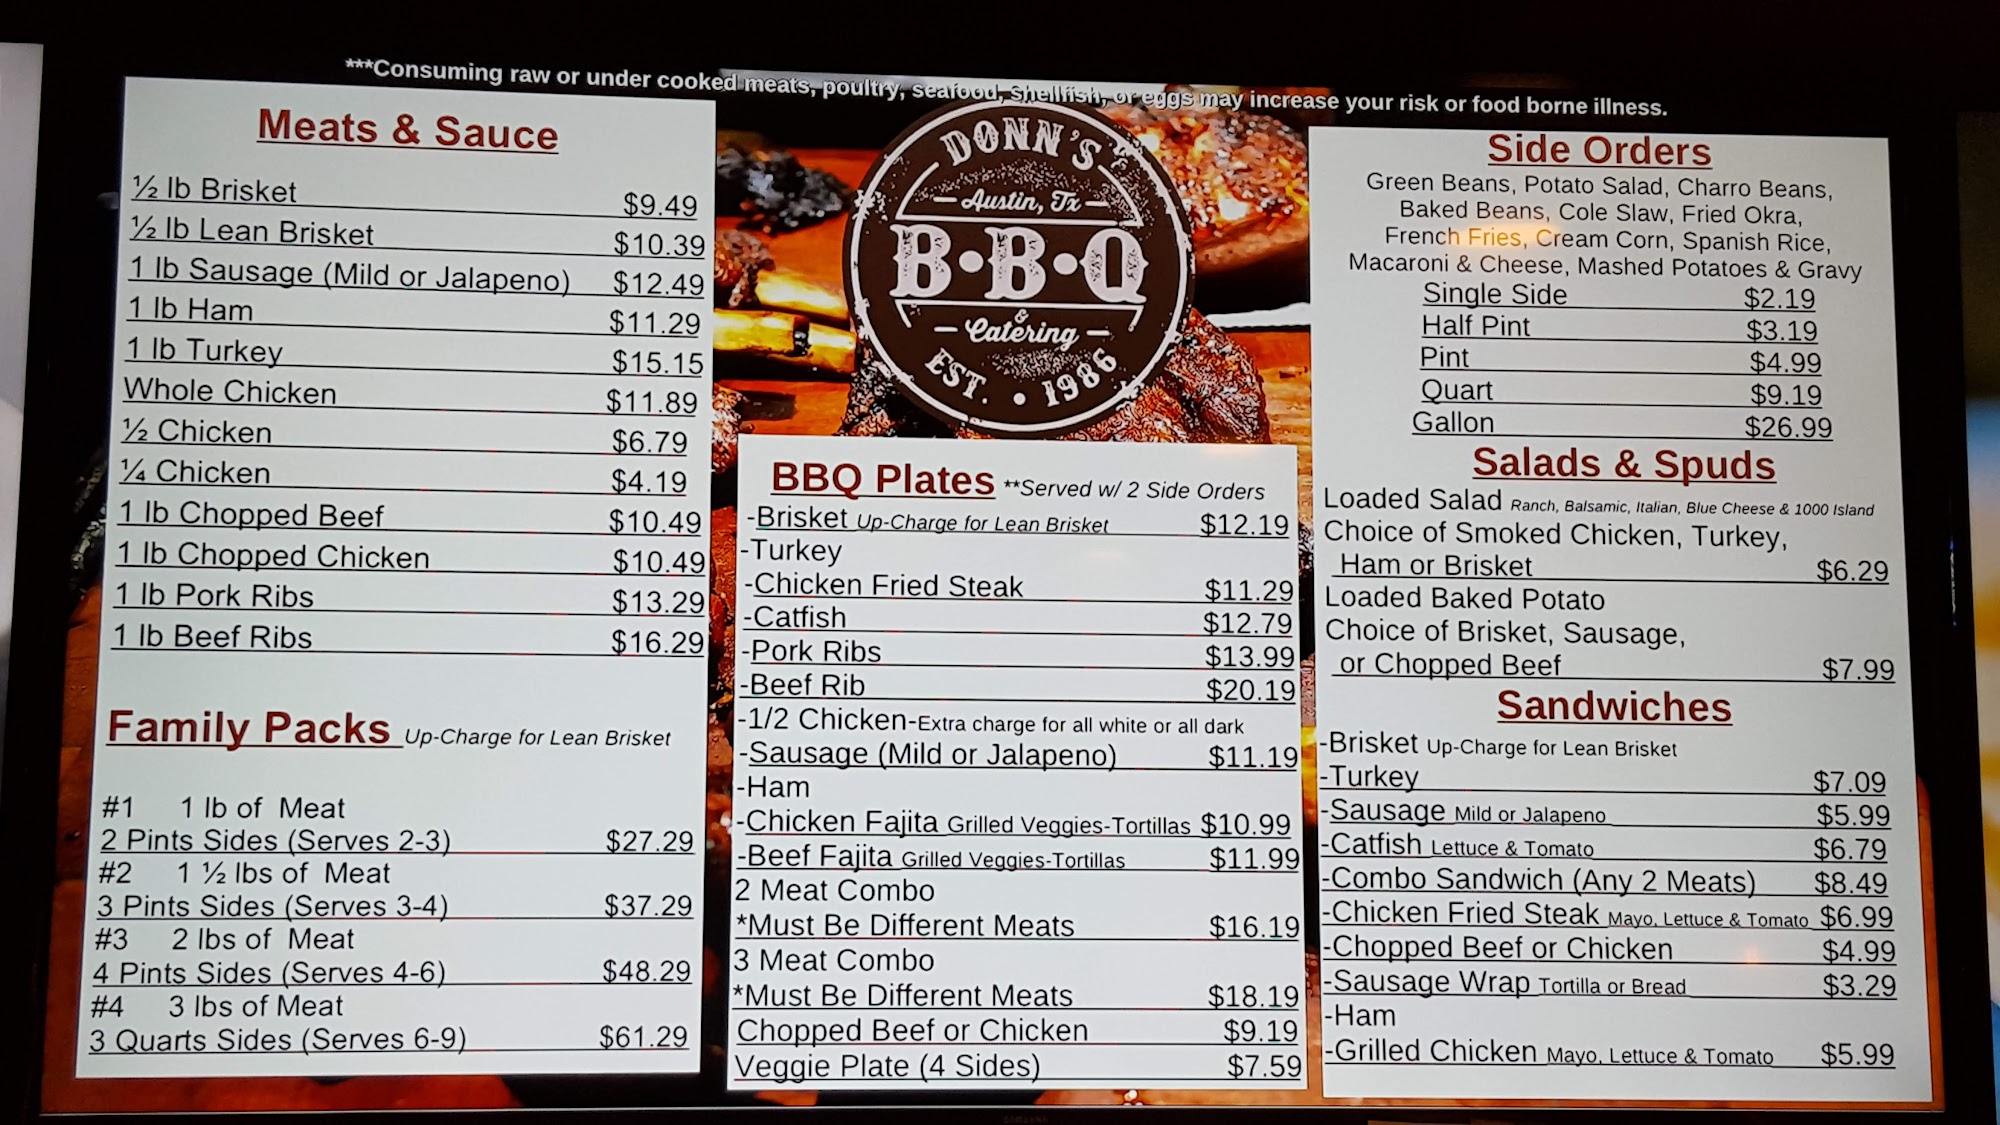 ***Consuming raw or under cooked meats, poultry, seafood, Shellfish, or eggs may increase your risk or food borne illness.
Meats & Sauce
½ lb Brisket $9.49
½ lb Lean Brisket $10.39
1 lb Sausage (Mild or Jalapeno) $12.49
1 lb Ham $11.29
1 lb Turkey $15.15
Whole Chicken $11.89
½ Chicken $6.79
¼ Chicken $4.19
1 lb Chopped Beef $10.49
1 lb Chopped Chicken $10.49
1 lb Pork Ribs $13.29
1 lb Beef Ribs $16.29
Family Packs Up-Charge for Lean Brisket
#1 1 lb of Meat
2 Pints Sides (Serves 2-3) $27.29
#2 1 ½ lbs of Meat
3 Pints Sides (Serves 3-4) $37.29
#3 2 lbs of Meat
4 Pints Sides (Serves 4-6) $48.29
#4 3 lbs of Meat
3 Quarts Sides (Serves 6-9) $61.29
DONN'S
Austin, Tx
B•B•Q
&
Catering
EST. • 1986
BBQ Plates **Served w/ 2 Side Orders
-Brisket Up-Charge for Lean Brisket $12.19
-Turkey
-Chicken Fried Steak $11.29
-Catfish $12.79
-Pork Ribs $13.99
-Beef Rib $20.19
-1/2 Chicken-Extra charge for all white or all dark
-Sausage (Mild or Jalapeno) $11.19
-Ham
-Chicken Fajita Grilled Veggies-Tortillas $10.99
-Beef Fajita Grilled Veggies-Tortillas $11.99
2 Meat Combo
*Must Be Different Meats $16.19
3 Meat Combo
*Must Be Different Meats $18.19
Chopped Beef or Chicken $9.19
Veggie Plate (4 Sides) $7.59
Side Orders
Green Beans, Potato Salad, Charro Beans,
Baked Beans, Cole Slaw, Fried Okra,
French Fries, Cream Corn, Spanish Rice,
Macaroni & Cheese, Mashed Potatoes & Gravy
Single Side $2.19
Half Pint $3.19
Pint $4.99
Quart $9.19
Gallon $26.99
Salads & Spuds
Loaded Salad Ranch, Balsamic, Italian, Blue Cheese & 1000 Island
Choice of Smoked Chicken, Turkey,
Ham or Brisket $6.29
Loaded Baked Potato
Choice of Brisket, Sausage,
or Chopped Beef $7.99
Sandwiches
-Brisket Up-Charge for Lean Brisket
-Turkey $7.09
-Sausage Mild or Jalapeno $5.99
-Catfish Lettuce & Tomato $6.79
-Combo Sandwich (Any 2 Meats) $8.49
-Chicken Fried Steak Mayo, Lettuce & Tomato $6.99
-Chopped Beef or Chicken $4.99
-Sausage Wrap Tortilla or Bread $3.29
-Ham
-Grilled Chicken Mayo, Lettuce & Tomato $5.99
SAMSUNG